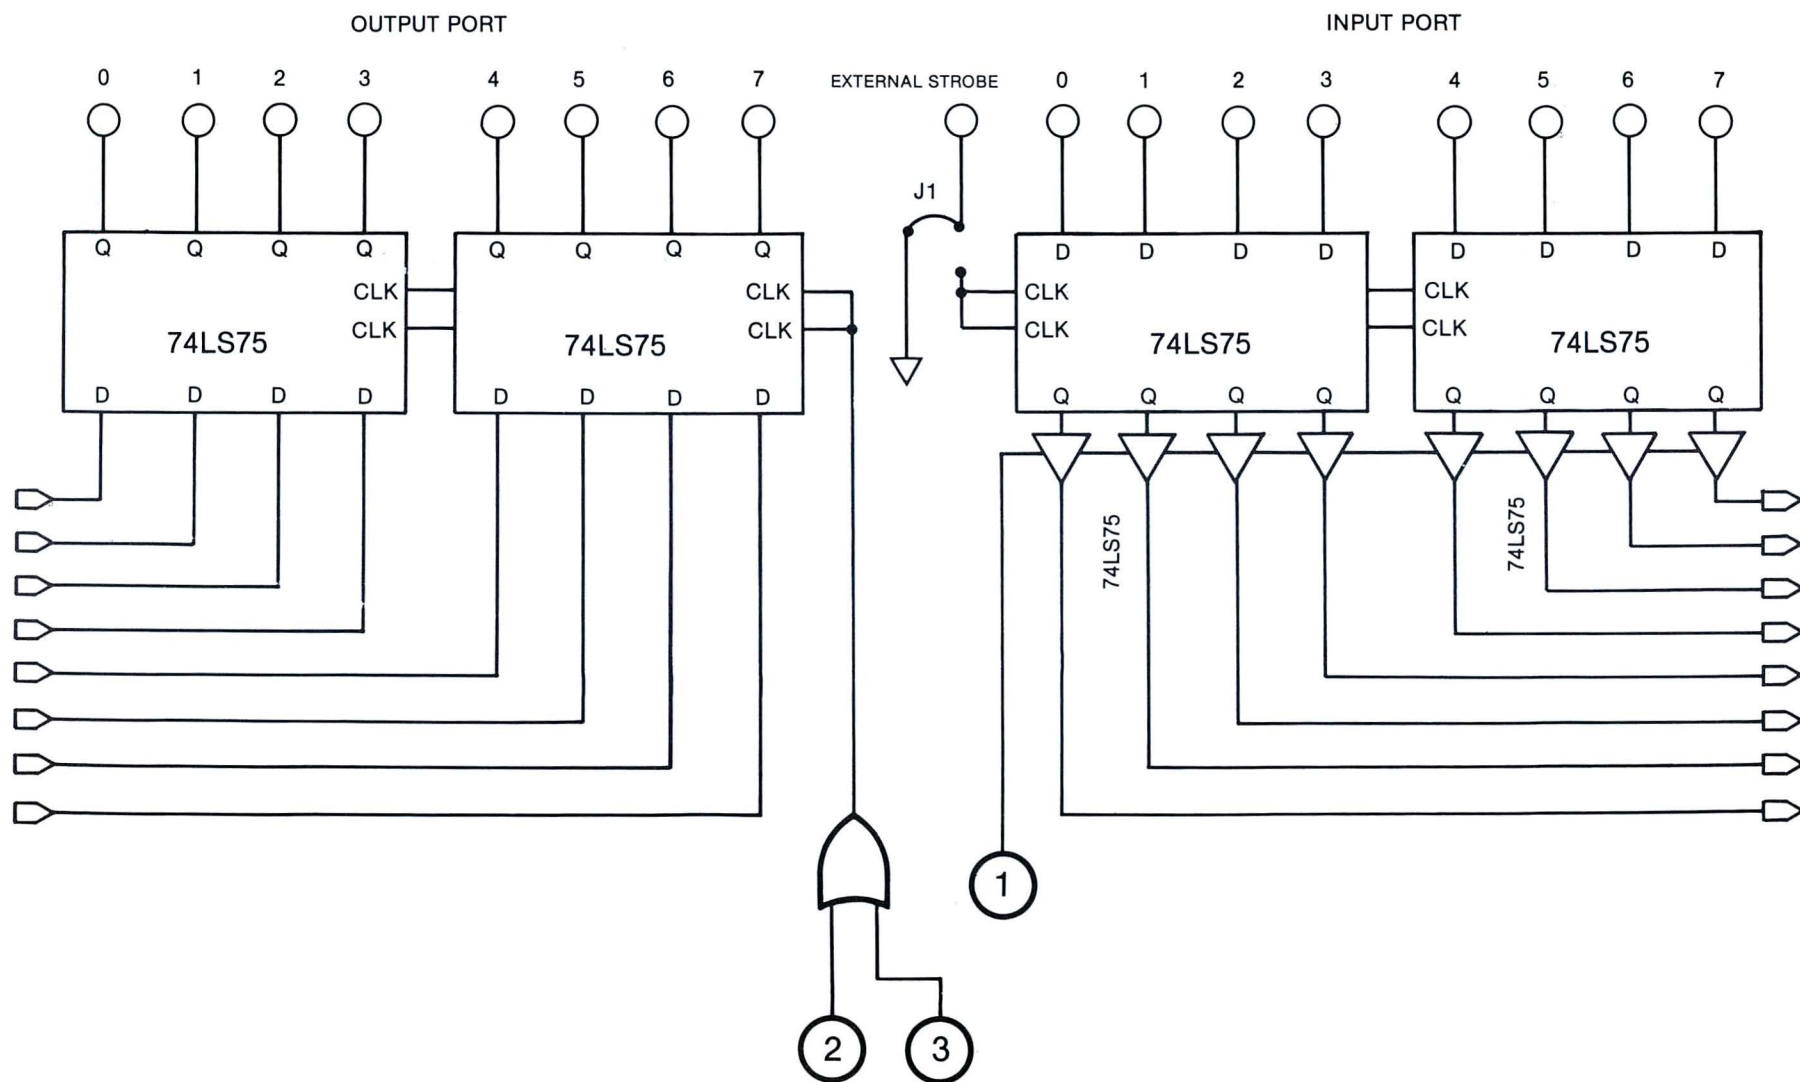 OUTPUT PORT
INPUT PORT
0 1 2 3 4 5 6 7 EXTERNAL STROBE 0 1 2 3 4 5 6 7
J1
Q Q Q Q Q Q Q Q D D D D D D D D
CLK CLK CLK CLK
CLK CLK CLK CLK
74LS75 74LS75 74LS75 74LS75
D D D D D D D D Q Q Q Q Q Q Q Q
74LS75
74LS75
1
2 3